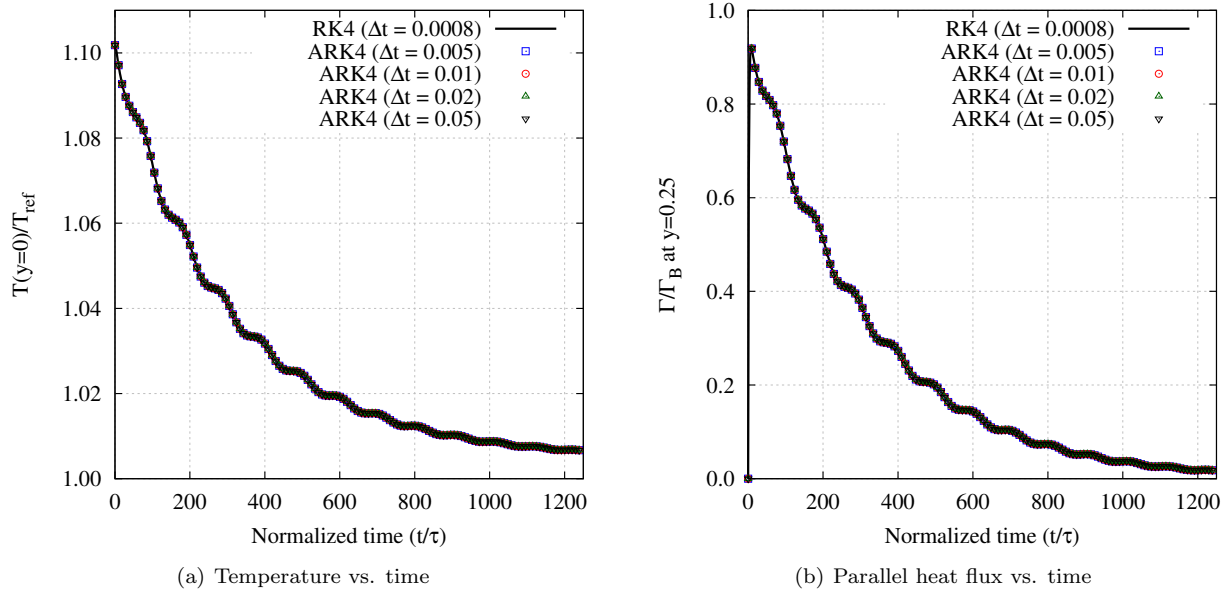 RK4 (Δt = 0.0008)
ARK4 (Δt = 0.005)
ARK4 (Δt = 0.01)
ARK4 (Δt = 0.02)
ARK4 (Δt = 0.05)
1.10
1.08
1.06
1.04
1.02
1.00
T(y=0)/T_ref
0 200 400 600 800 1000 1200
Normalized time (t/τ)
(a) Temperature vs. time
RK4 (Δt = 0.0008)
ARK4 (Δt = 0.005)
ARK4 (Δt = 0.01)
ARK4 (Δt = 0.02)
ARK4 (Δt = 0.05)
1.0
0.8
0.6
0.4
0.2
0.0
Γ/Γ_B at y=0.25
0 200 400 600 800 1000 1200
Normalized time (t/τ)
(b) Parallel heat flux vs. time